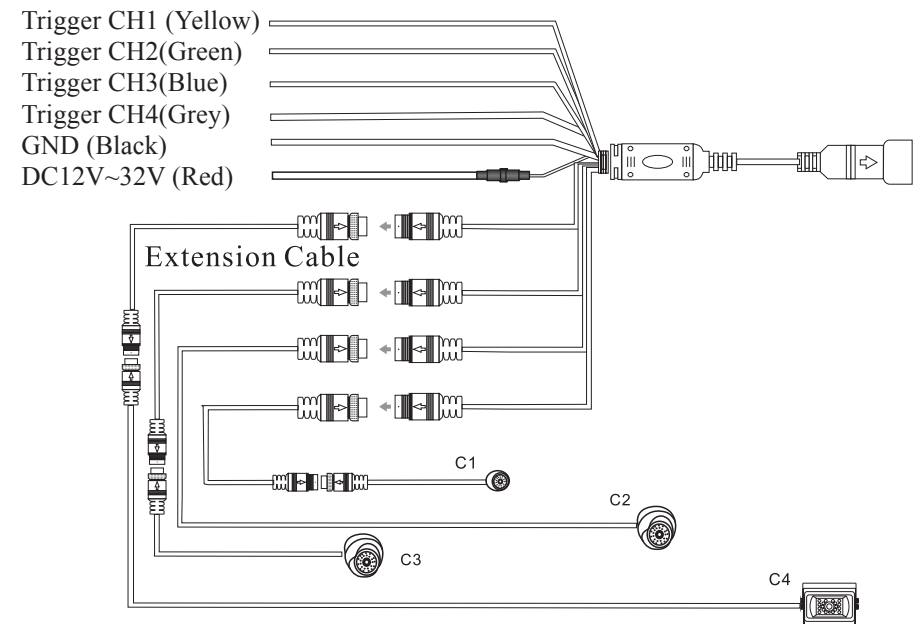 Trigger CH1 (Yellow)
Trigger CH2(Green)
Trigger CH3(Blue)
Trigger CH4(Grey)
GND (Black)
DC12V~32V (Red)
Extension Cable
C1
C2
C3
C4